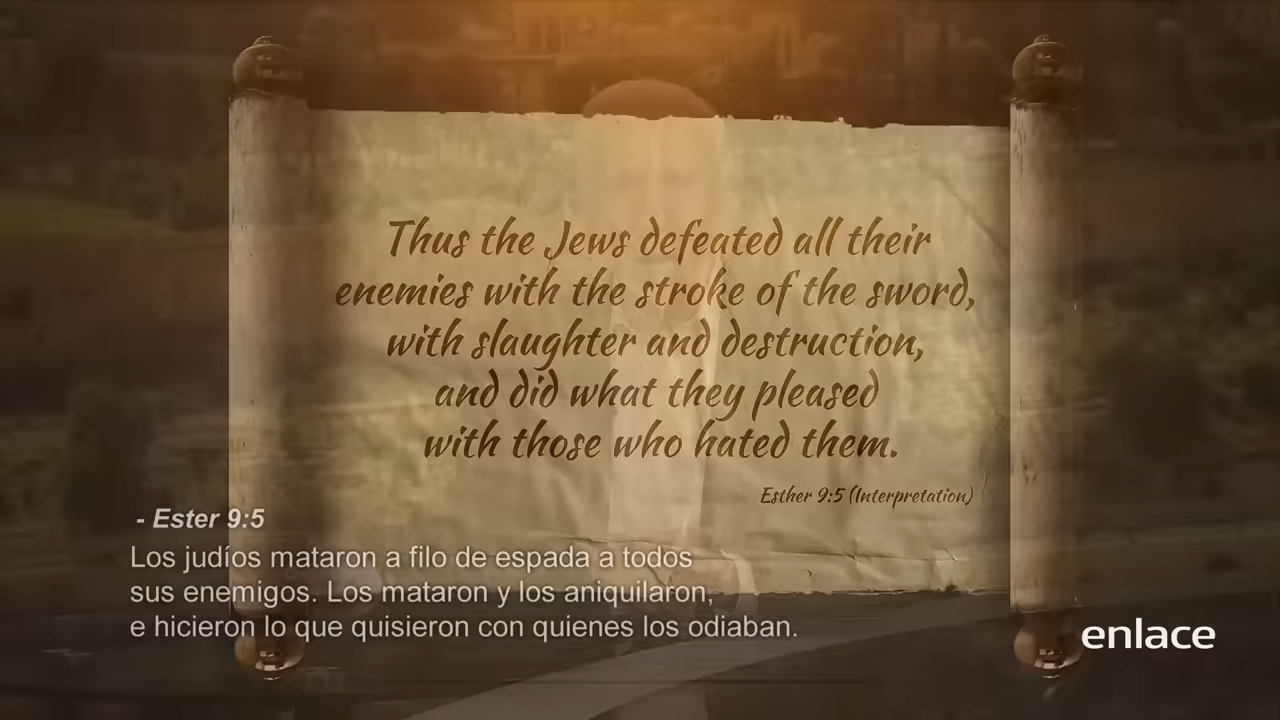 Thus the Jews defeated all their
enemies with the stroke of the sword,
with slaughter and destruction,
and did what they pleased
with those who hated them.
Esther 9:5 (Interpretation)
- Ester 9:5
Los judíos mataron a filo de espada a todos
sus enemigos. Los mataron y los aniquilaron,
e hicieron lo que quisieron con quienes los odiaban.
enlace